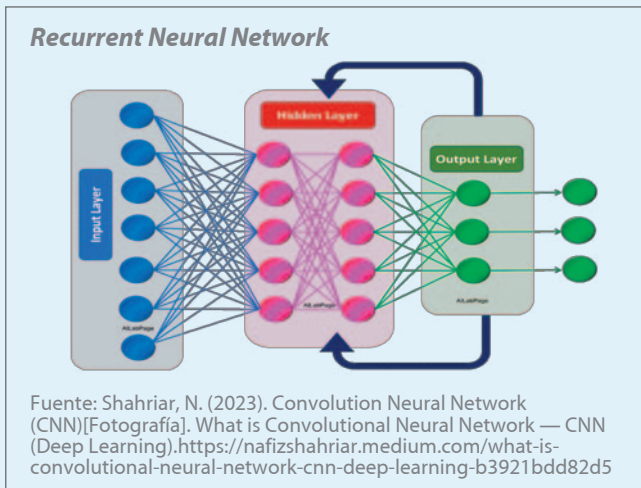 Recurrent Neural Network
Hidden Layer
Output Layer
Input Layer
AILabPage
AILabPage
AILabPage
Fuente: Shahriar, N. (2023). Convolution Neural Network
(CNN)[Fotografía]. What is Convolutional Neural Network — CNN
(Deep Learning).https://nafizshahriar.medium.com/what-is-
convolutional-neural-network-cnn-deep-learning-b3921bdd82d5